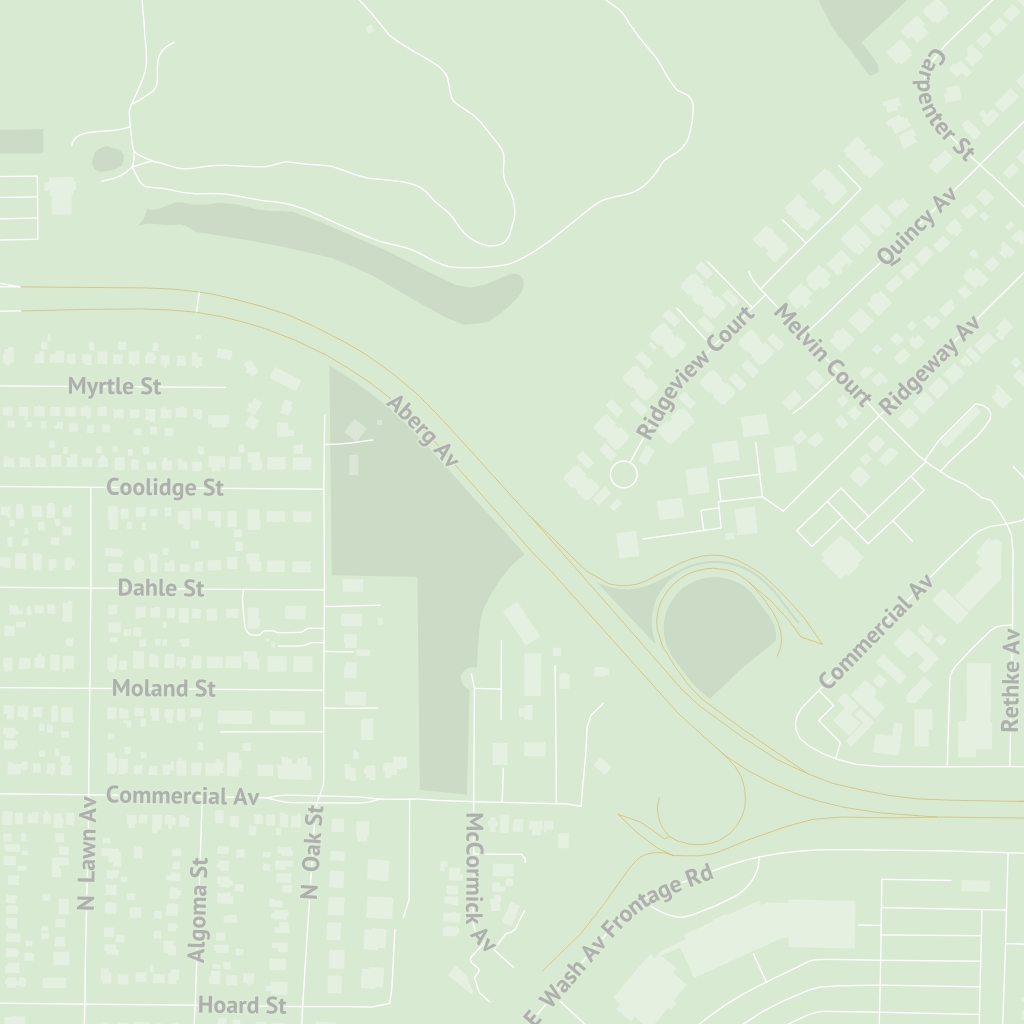 Carpenter St
Quincy Av
Melvin Court
Ridgeview Court
Ridgeway Av
Myrtle St
Aberg Av
Coolidge St
Dahle St
Commercial Av
Rethke Av
Moland St
Commercial Av
N Lawn Av
Algoma St
N Oak St
McCormick Av
E Wash Av Frontage Rd
Hoard St